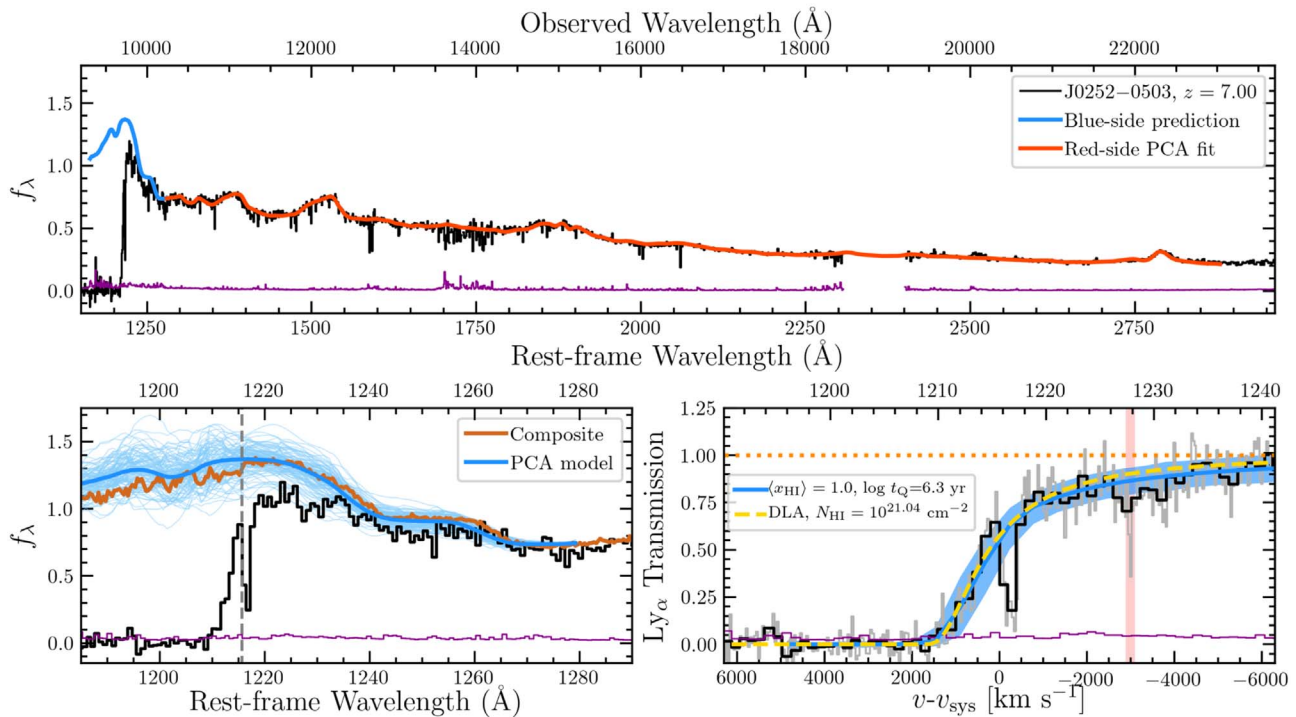 Observed Wavelength (Å)
10000 12000 14000 16000 18000 20000 22000
1.5
1.0
0.5
0.0
f_λ
J0252−0503, z = 7.00
Blue-side prediction
Red-side PCA fit
1250 1500 1750 2000 2250 2500 2750
Rest-frame Wavelength (Å)
1200 1220 1240 1260 1280
1.5
1.0
0.5
0.0
f_λ
Composite
PCA model
1200 1220 1240 1260 1280
Rest-frame Wavelength (Å)
1200 1212 1220 1230 1240
1.25
1.00
0.75
0.50
0.25
0.00
Ly_α Transmission
⟨x_HI⟩ = 1.0, log t_Q=6.3 yr
DLA, N_HI = 10^21.04 cm^−2
6000 4000 2000 0 −2000 −4000 −6000
v-v_sys [km s^−1]